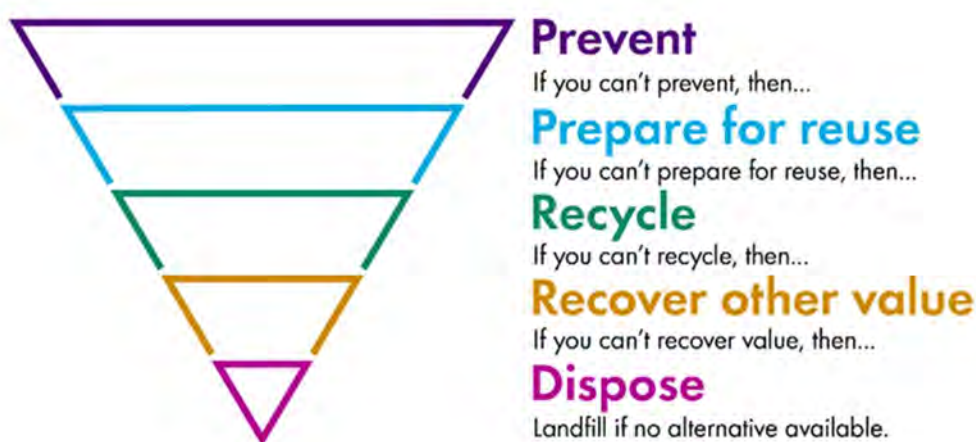 Prevent
If you can't prevent, then...
Prepare for reuse
If you can't prepare for reuse, then...
Recycle
If you can't recycle, then...
Recover other value
If you can't recover value, then...
Dispose
Landfill if no alternative available.